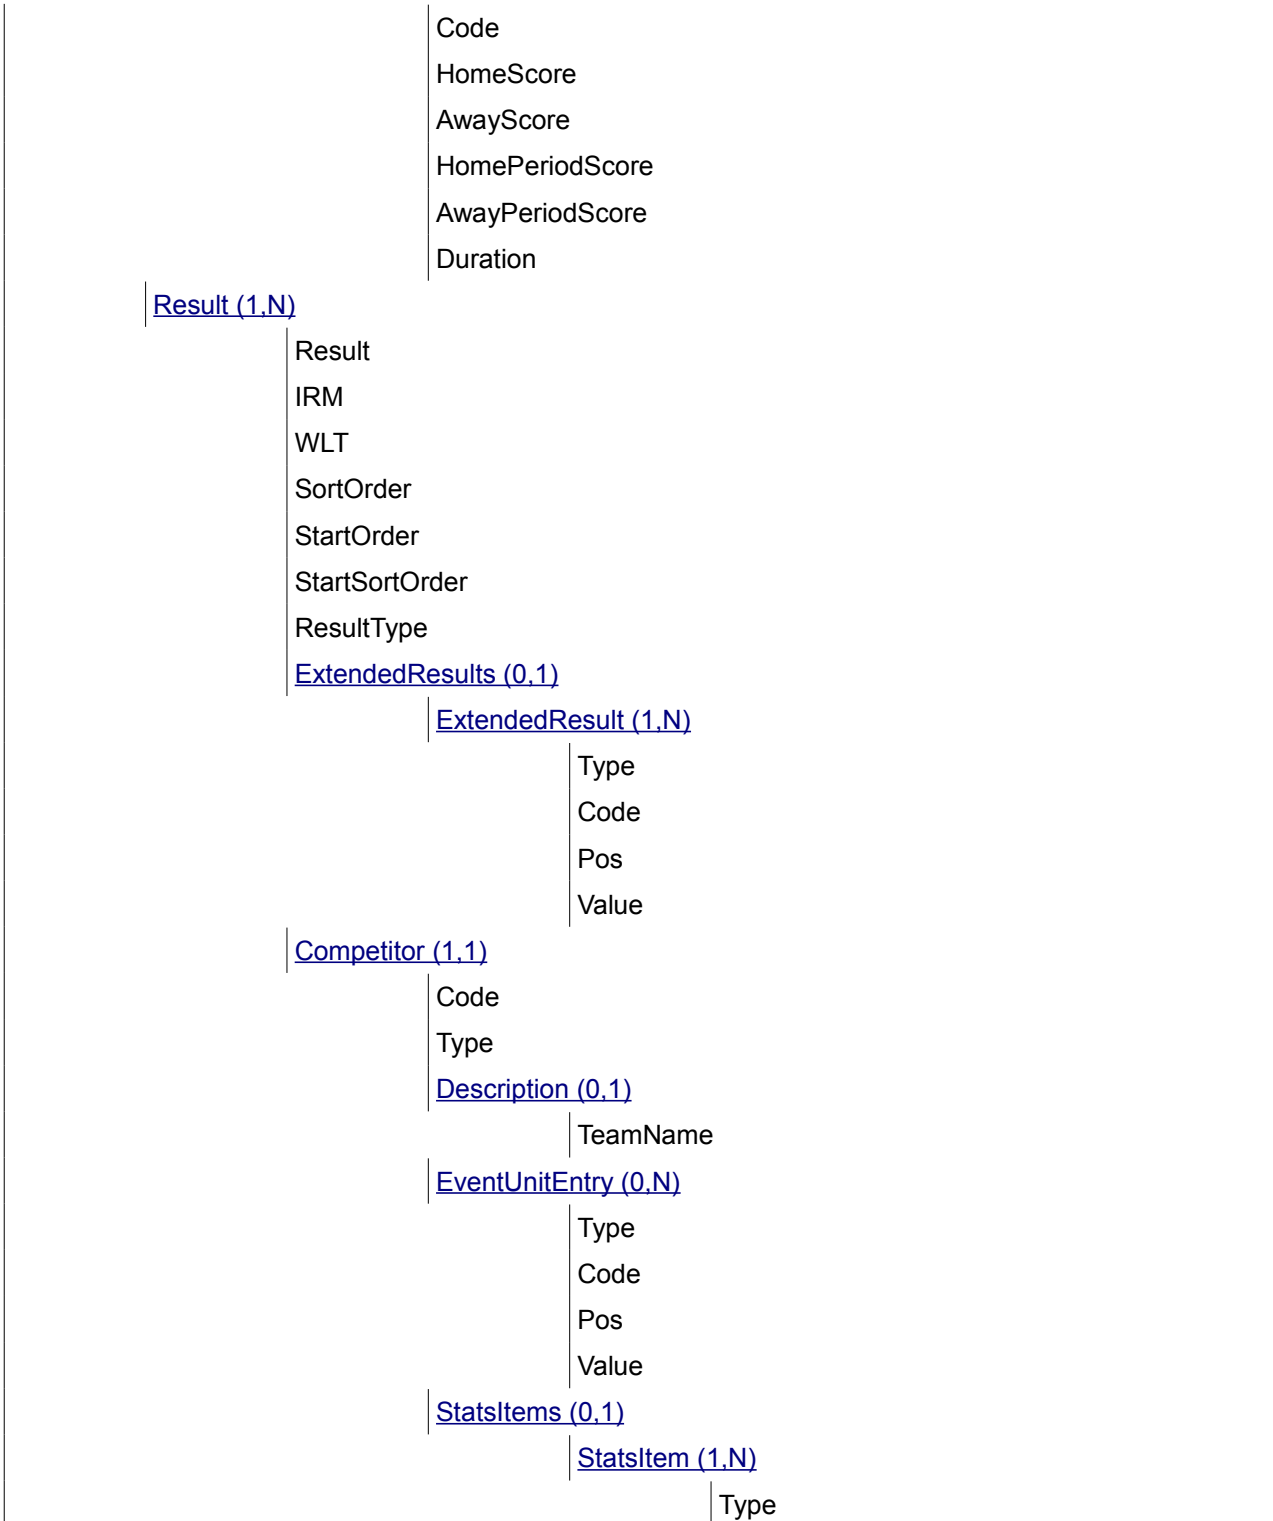 Code
HomeScore
AwayScore
HomePeriodScore
AwayPeriodScore
Duration
Result (1,N)
Result
IRM
WLT
SortOrder
StartOrder
StartSortOrder
ResultType
ExtendedResults (0,1)
ExtendedResult (1,N)
Type
Code
Pos
Value
Competitor (1,1)
Code
Type
Description (0,1)
TeamName
EventUnitEntry (0,N)
Type
Code
Pos
Value
StatsItems (0,1)
StatsItem (1,N)
Type